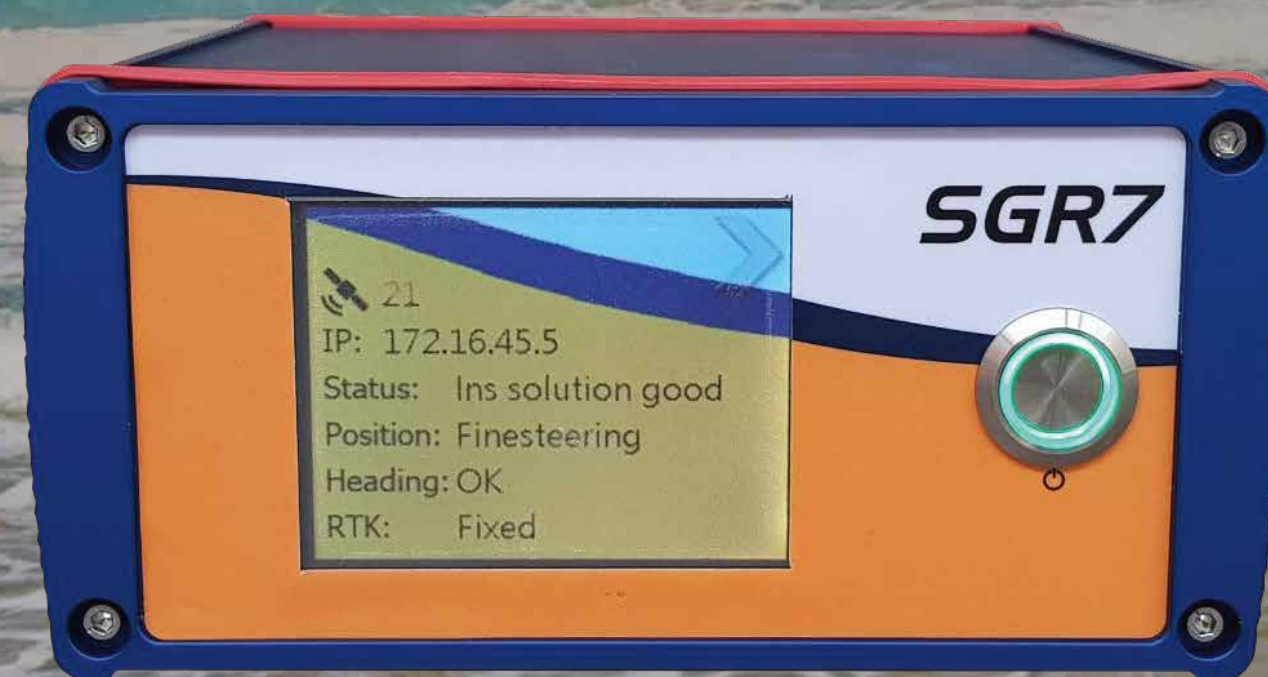 SGR7
21
IP: 172.16.45.5
Status: Ins solution good
Position: Finesteering
Heading: OK
RTK: Fixed